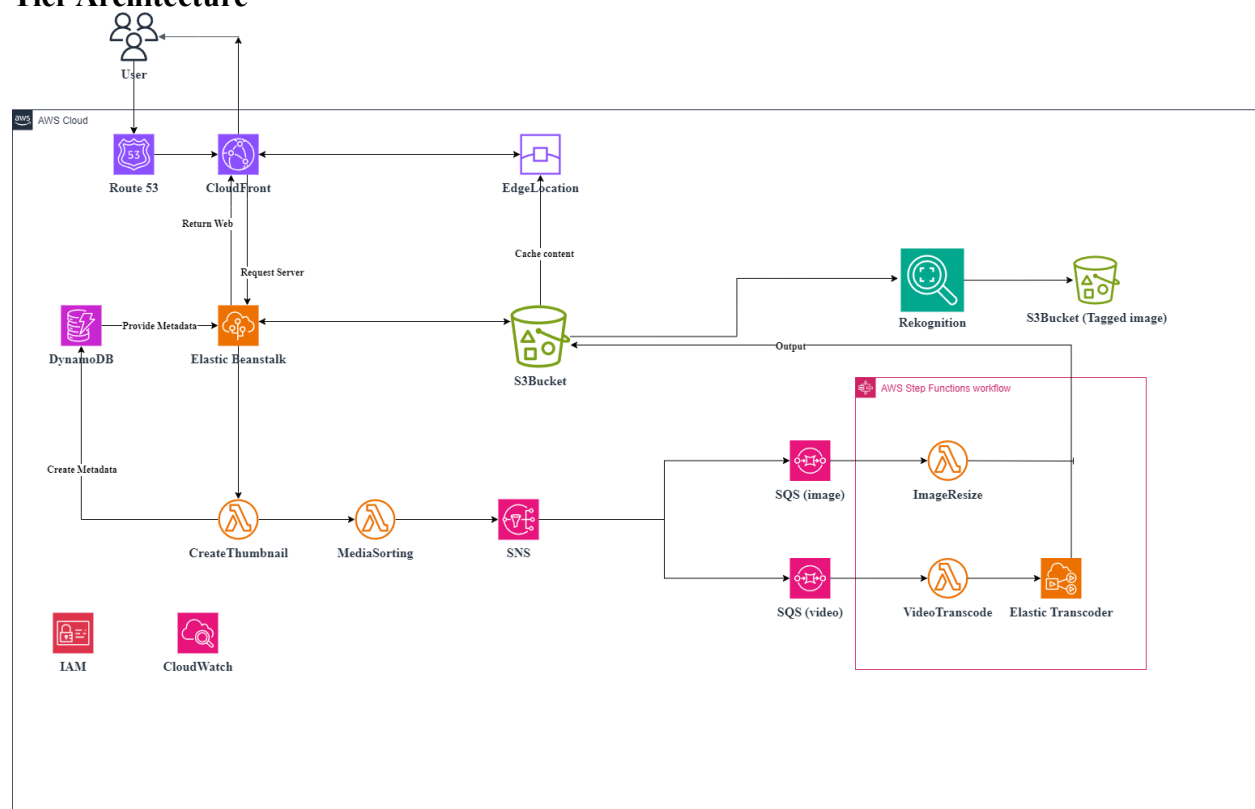 Tier Architecture
User
aws
AWS Cloud
53
Route 53
CloudFront
EdgeLocation
Return Web
Request Server
Cache content
Provide Metadata
DynamoDB
Elastic Beanstalk
S3Bucket
Rekognition
S3Bucket (Tagged image)
Output
AWS Step Functions workflow
Create Metadata
SQS (image)
ImageResize
CreateThumbnail
MediaSorting
SNS
SQS (video)
VideoTranscode
Elastic Transcoder
IAM
CloudWatch